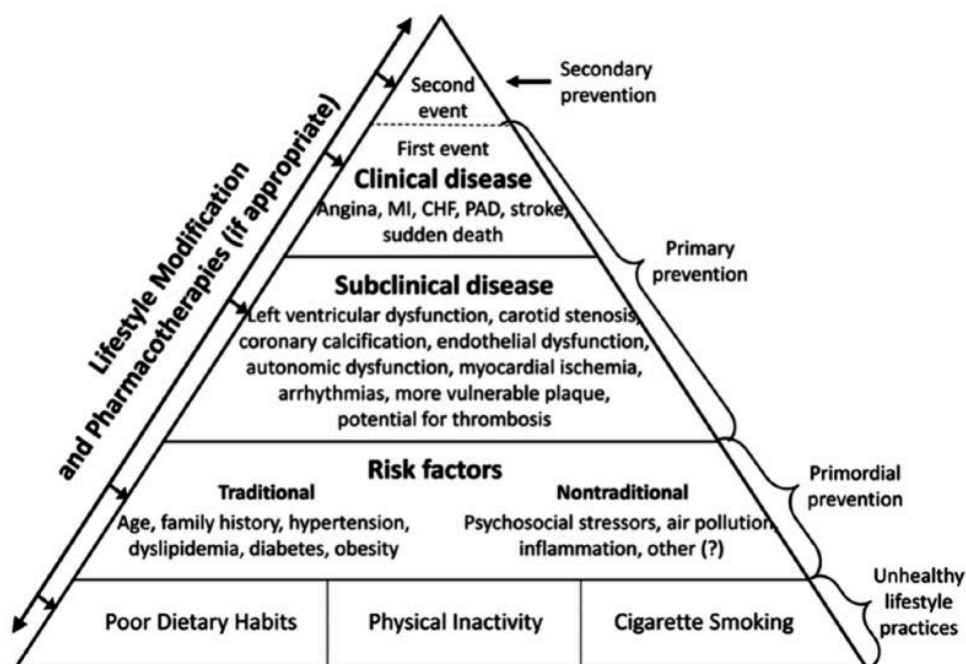 Lifestyle Modification
and Pharmacotherapies (if appropriate)
Second
event
Secondary
prevention
First event
Clinical disease
Angina, MI, CHF, PAD, stroke,
sudden death
Primary
prevention
Subclinical disease
Left ventricular dysfunction, carotid stenosis,
coronary calcification, endothelial dysfunction,
autonomic dysfunction, myocardial ischemia,
arrhythmias, more vulnerable plaque,
potential for thrombosis
Risk factors
Traditional
Age, family history, hypertension,
dyslipidemia, diabetes, obesity
Nontraditional
Psychosocial stressors, air pollution,
inflammation, other (?)
Primordial
prevention
Poor Dietary Habits
Physical Inactivity
Cigarette Smoking
Unhealthy
lifestyle
practices